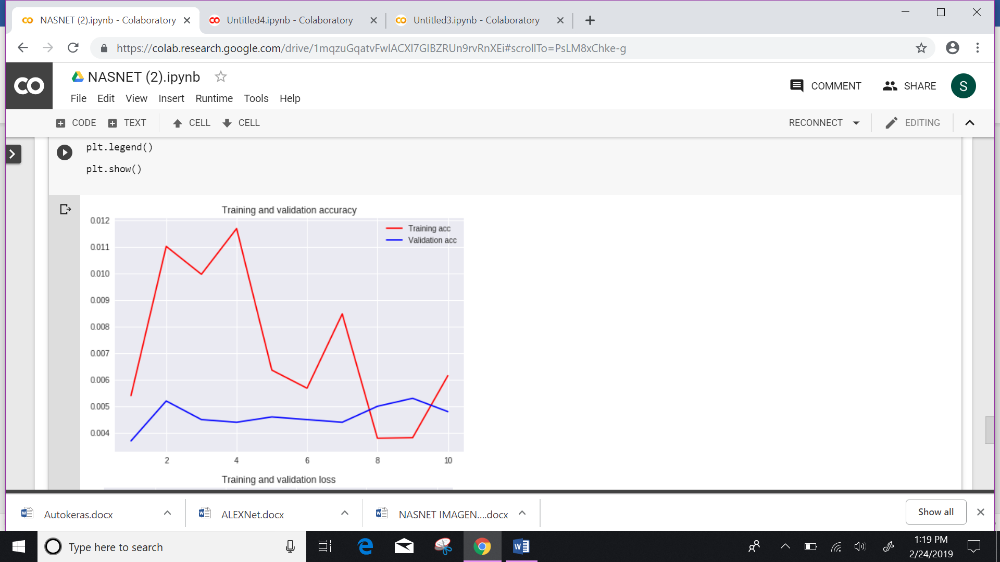 NASNET (2).ipynb - Colaboratory
Untitled4.ipynb - Colaboratory
Untitled3.ipynb - Colaboratory
https://colab.research.google.com/drive/1mqzuGqatvFwlACXl7GIBZRUn9rvRnXEi#scrollTo=PsLM8xChke-g
CO
NASNET (2).ipynb
COMMENT
SHARE
S
File Edit View Insert Runtime Tools Help
CODE TEXT CELL CELL
RECONNECT
EDITING
plt.legend()
plt.show()
Training and validation accuracy
0.012
Training acc
Validation acc
0.011
0.010
0.009
0.008
0.007
0.006
0.005
0.004
2 4 6 8 10
Training and validation loss
Autokeras.docx
ALEXNet.docx
NASNET IMAGEN....docx
Show all
Type here to search
1:19 PM
2/24/2019